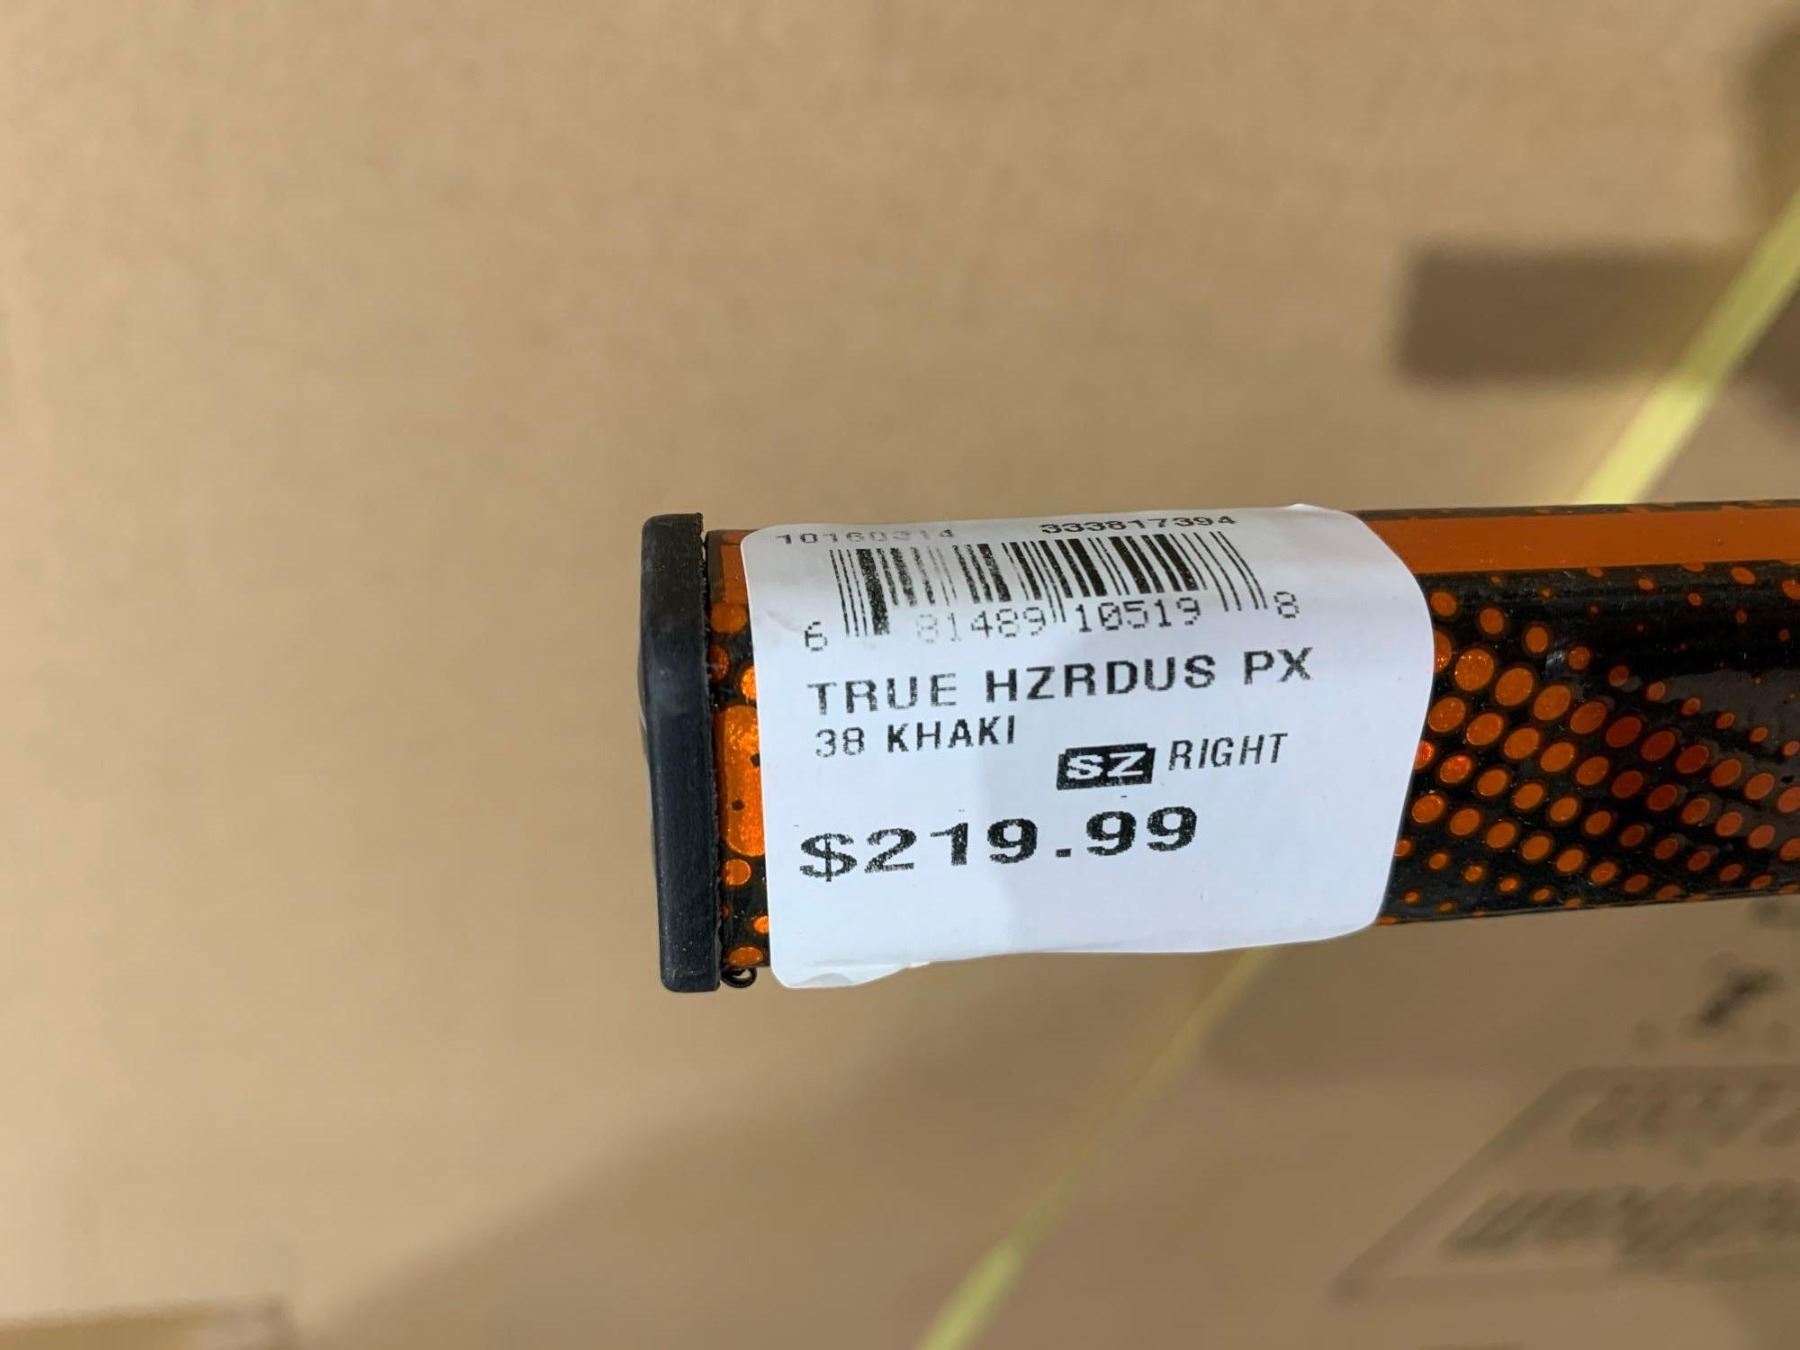 10160314 333817394
6 81489 10519 8
TRUE HZRDUS PX
38 KHAKI
SZ RIGHT
$219.99